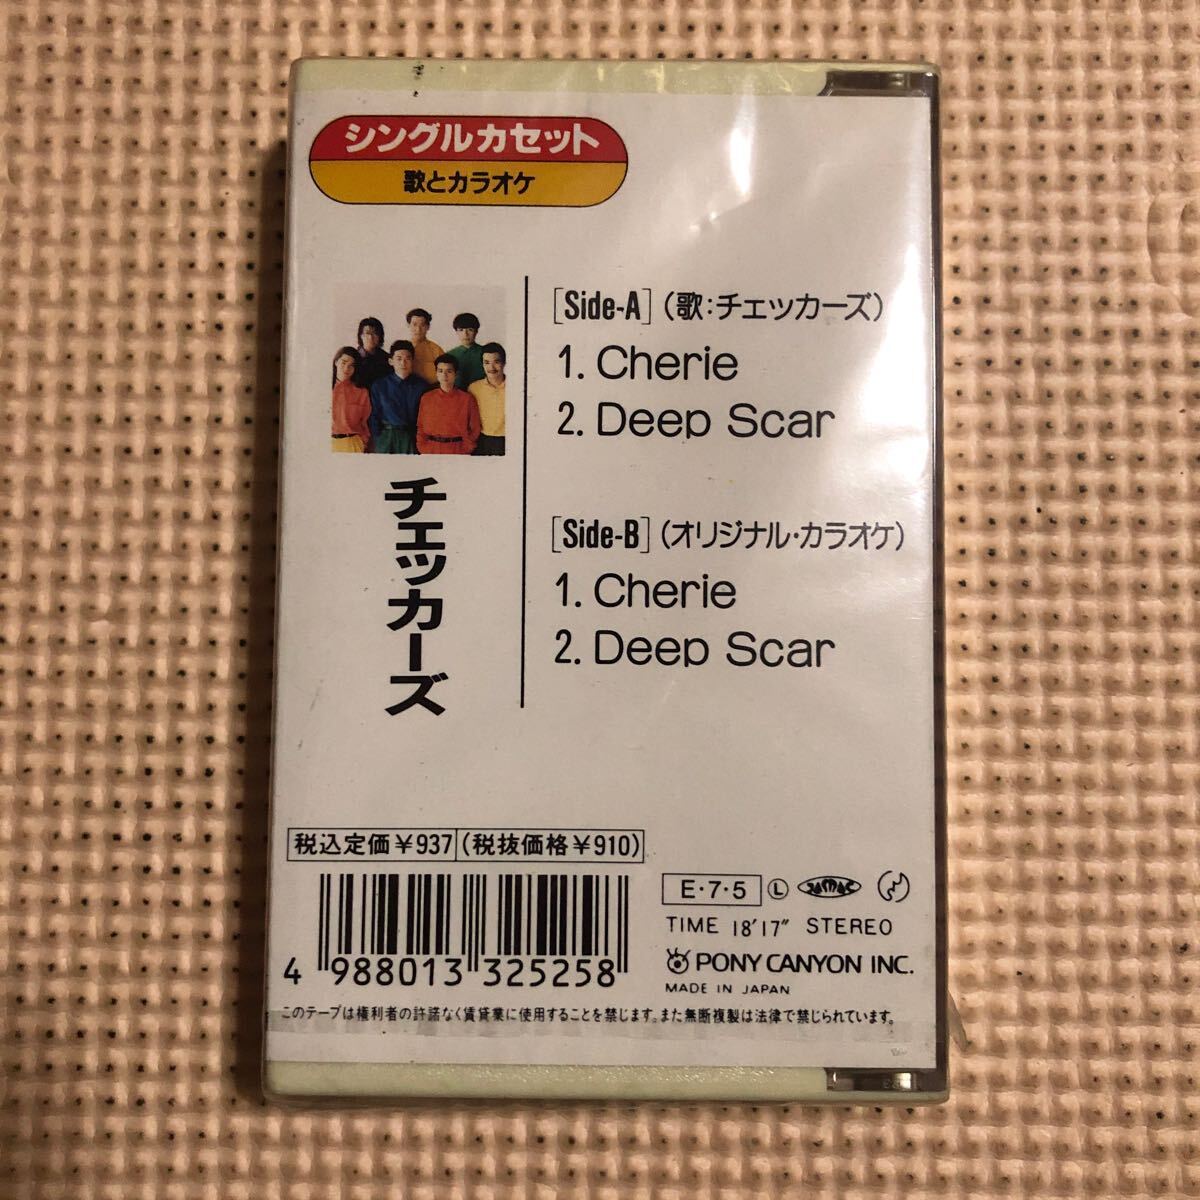 シングルカセット
歌とカラオケ
チェッカーズ
[Side-A](歌:チェッカーズ)
1. Cherie
2. Deep Scar
[Side-B](オリジナル・カラオケ)
1. Cherie
2. Deep Scar
税込定価￥937(税抜価格￥910)
4 988013 325258
E・7・5 Ⓛ
TIME 18′17″ STEREO
PONY CANYON INC.
MADE IN JAPAN
このテープは権利者の許諾なく賃貸業に使用することを禁じます。また無断複製は法律で禁じられています。